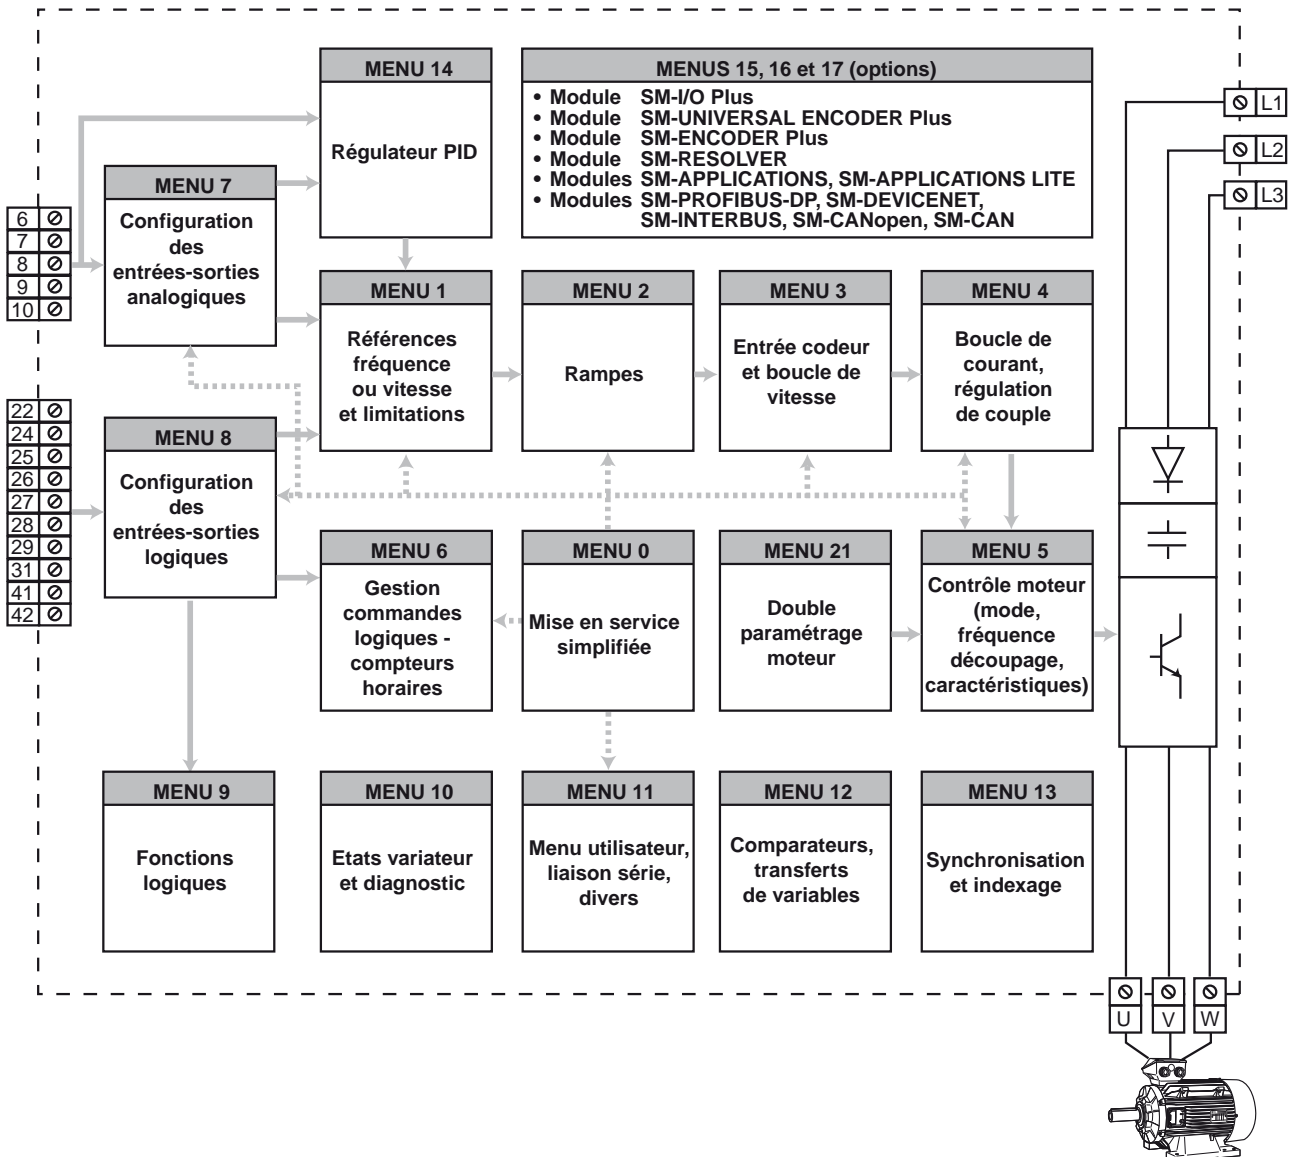 MENU 14
Régulateur PID
MENUS 15, 16 et 17 (options)
• Module SM-I/O Plus
• Module SM-UNIVERSAL ENCODER Plus
• Module SM-ENCODER Plus
• Module SM-RESOLVER
• Modules SM-APPLICATIONS, SM-APPLICATIONS LITE
• Modules SM-PROFIBUS-DP, SM-DEVICENET,
SM-INTERBUS, SM-CANopen, SM-CAN
L1
L2
L3
MENU 7
Configuration
des
entrées-sorties
analogiques
6
7
8
9
10
MENU 1
Références
fréquence
ou vitesse
et limitations
MENU 2
Rampes
MENU 3
Entrée codeur
et boucle de
vitesse
MENU 4
Boucle de
courant,
régulation
de couple
22
24
25
26
27
28
29
31
41
42
MENU 8
Configuration
des
entrées-sorties
logiques
MENU 6
Gestion
commandes
logiques -
compteurs
horaires
MENU 0
Mise en service
simplifiée
MENU 21
Double
paramétrage
moteur
MENU 5
Contrôle moteur
(mode,
fréquence
découpage,
caractéristiques)
MENU 9
Fonctions
logiques
MENU 10
Etats variateur
et diagnostic
MENU 11
Menu utilisateur,
liaison série,
divers
MENU 12
Comparateurs,
transferts
de variables
MENU 13
Synchronisation
et indexage
U
V
W